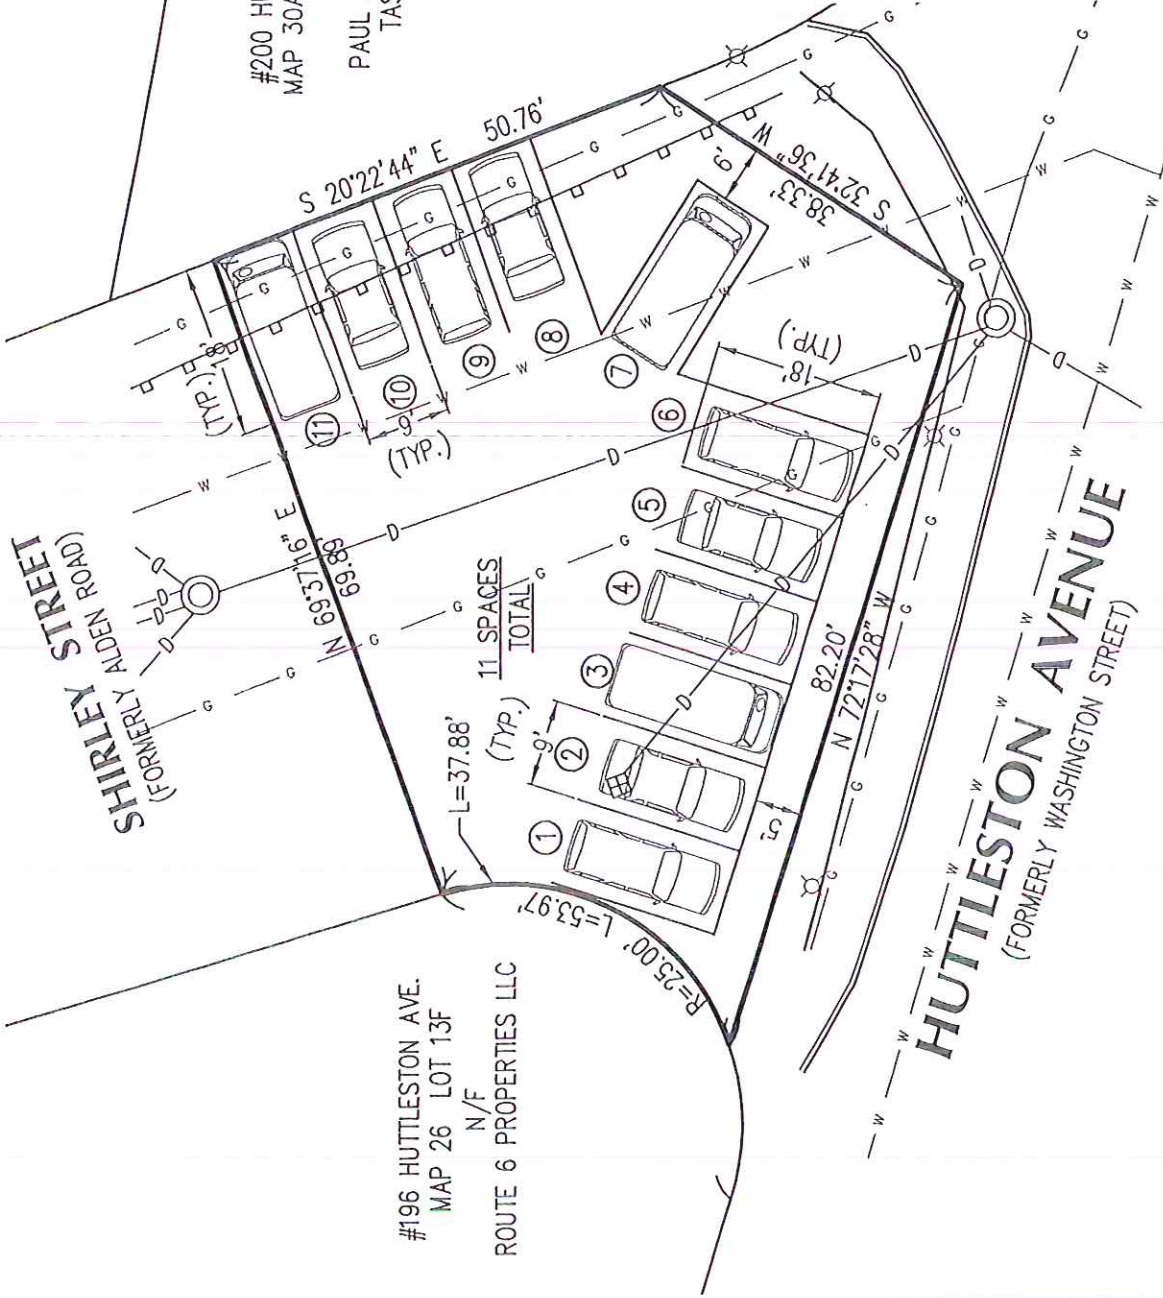 #200 H
MAP 30A
PAUL
TAS
SHIRLEY STREET
(FORMERLY ALDEN ROAD)
S 20°22'44" E 50.76'
(TYP.) 18'
9'
(TYP.)
N 69°37'16" E
69.89'
9'
38.33'
S 32°41'36" W
11
10
9
8
7
6
5
4
3
2
1
18'
(TYP.)
11 SPACES
TOTAL
(TYP.)
9'
L=37.88'
L=53.97'
R=25.00'
5'
82.20'
N 72°17'28" W
#196 HUTTLESTON AVE.
MAP 26 LOT 13F
N/F
ROUTE 6 PROPERTIES LLC
HUTTLESTON AVENUE
(FORMERLY WASHINGTON STREET)
G
W
D